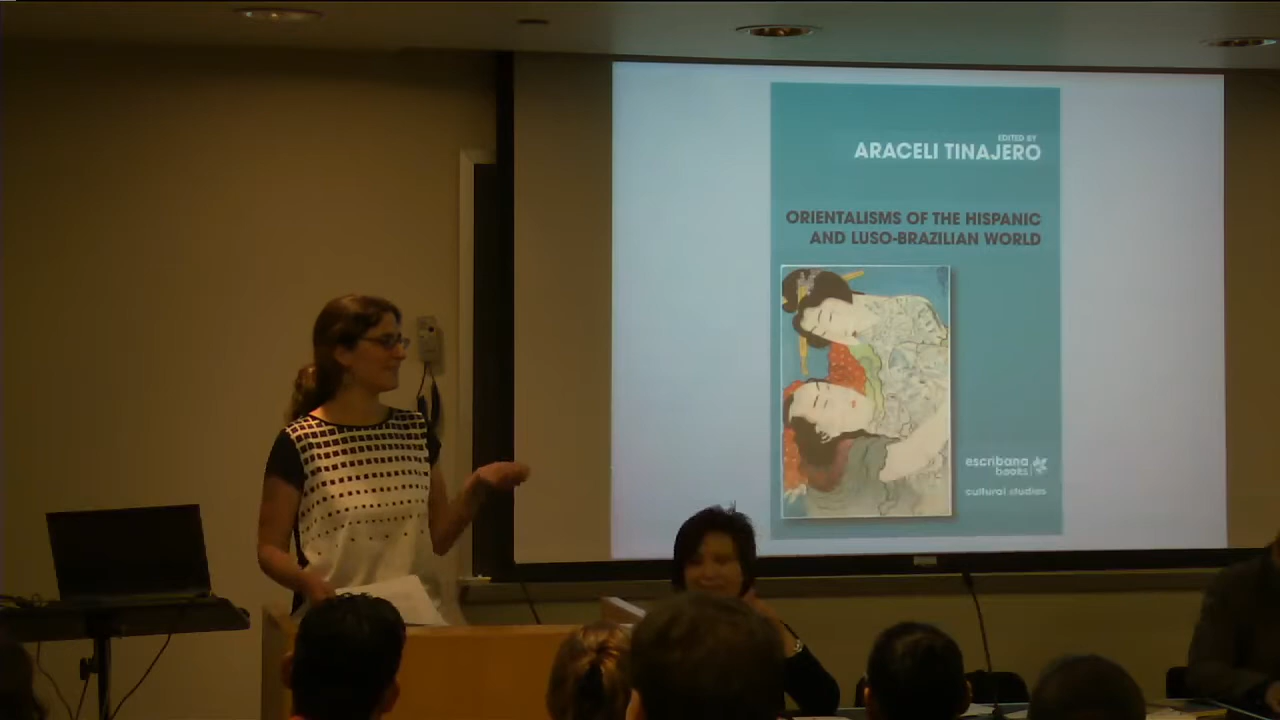 EDITED BY
ARACELI TINAJERO
ORIENTALISMS OF THE HISPANIC
AND LUSO-BRAZILIAN WORLD
escribana
books
cultural studies